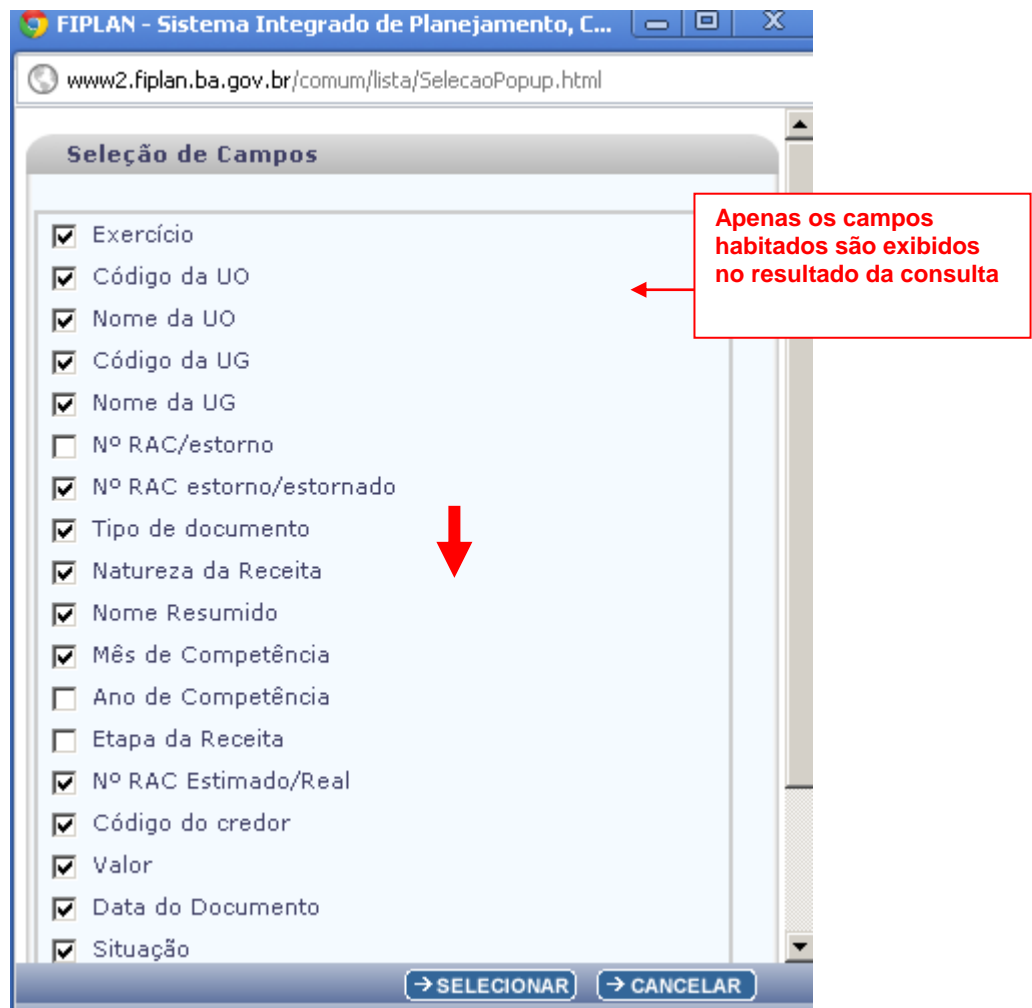 FIPLAN - Sistema Integrado de Planejamento, C...
www2.fiplan.ba.gov.br/comum/lista/SelecaoPopup.html
Seleção de Campos
Apenas os campos
habitados são exibidos
no resultado da consulta
Exercício
Código da UO
Nome da UO
Código da UG
Nome da UG
Nº RAC/estorno
Nº RAC estorno/estornado
Tipo de documento
Natureza da Receita
Nome Resumido
Mês de Competência
Ano de Competência
Etapa da Receita
Nº RAC Estimado/Real
Código do credor
Valor
Data do Documento
Situação
SELECIONAR CANCELAR